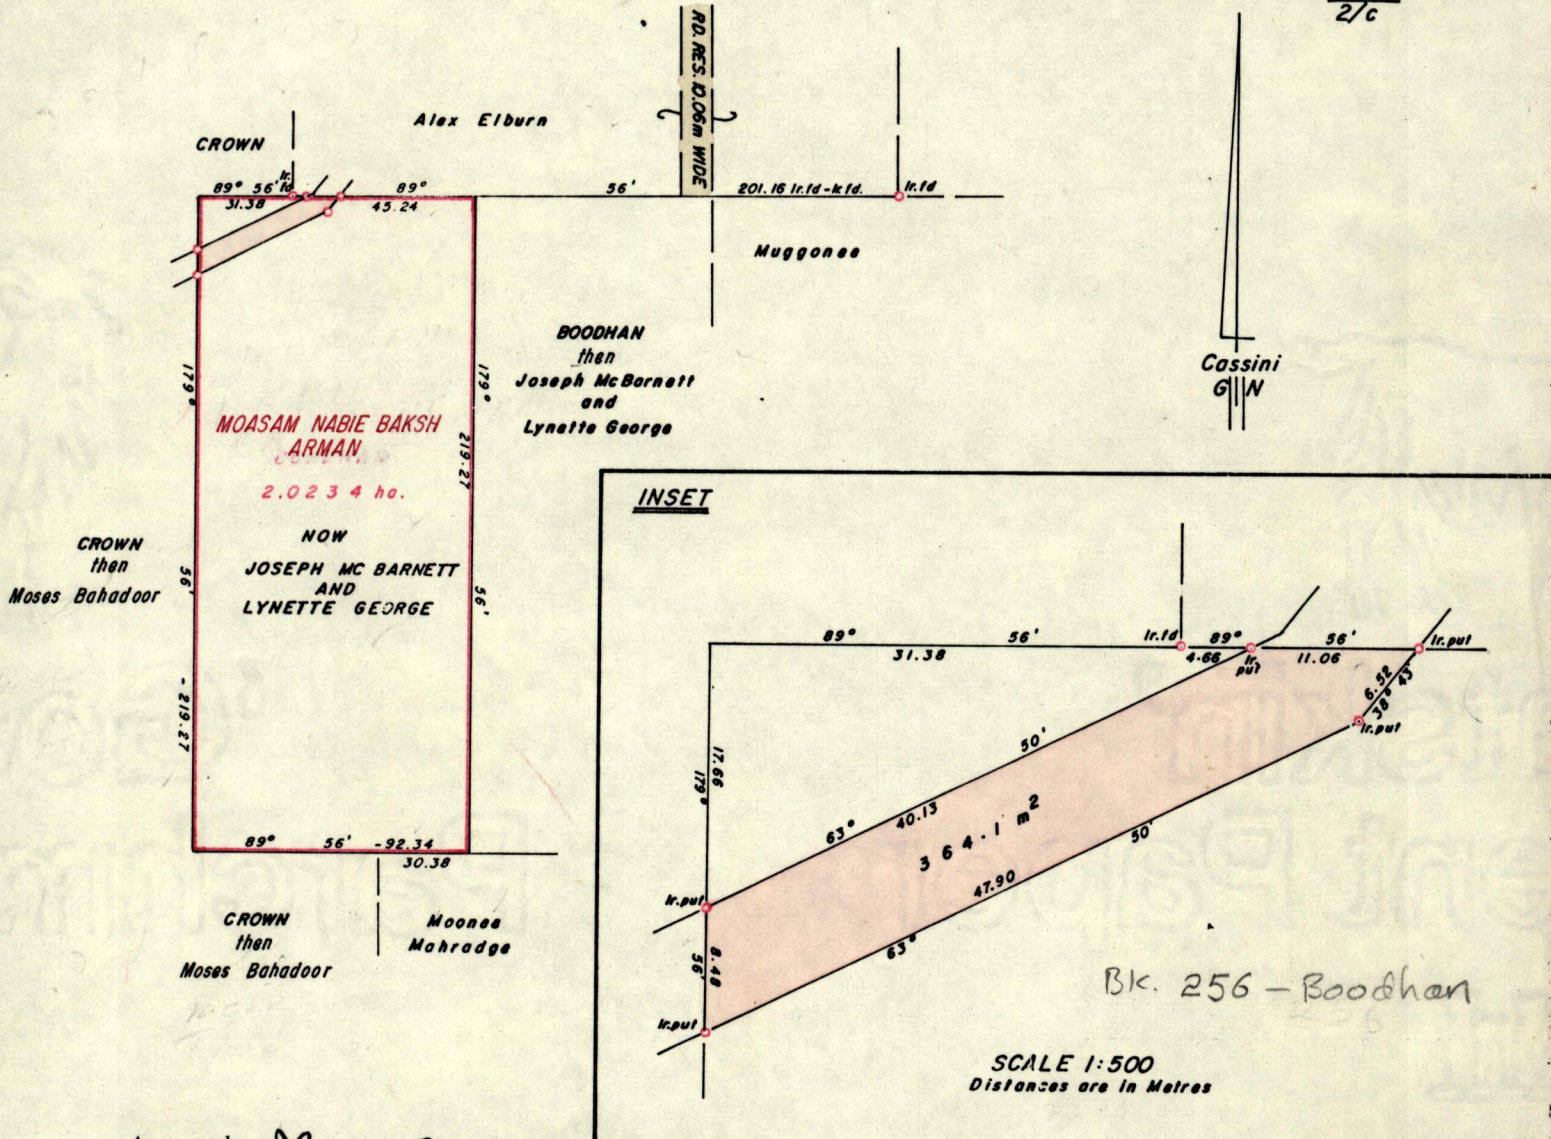 2/c
RD. RES. 10.06m WIDE
Alex Elburn
CROWN
89° 56'
Ir. fd
31.38
89°
45.24
56'
201.16 Ir.fd-Ir.fd.
Ir.fd
Muggonee
BOODHAN
then
Joseph McBarnett
and
Lynette George
179°
56'
- 219.27
179°
219.27
56'
MOASAM NABIE BAKSH
ARMAN
2.0234 ha.
NOW
JOSEPH MC BARNETT
AND
LYNETTE GEORGE
CROWN
then
Moses Bahadoor
89° 56' -92.34
30.38
CROWN
then
Moses Bahadoor
Moonee
Mahradge
Cassini
G N
INSET
89° 56'
31.38
Ir.fd
89° 56'
4.66
Ir.
put
11.06
Ir.put
6.52
38° 43'
Ir.put
17.66
179°
63° 50'
40.13
364.1 m²
47.90
63° 50'
Ir.put
8.48
56'
Ir.put
Bk. 256 - Boodhan
SCALE 1:500
Distances are in Metres